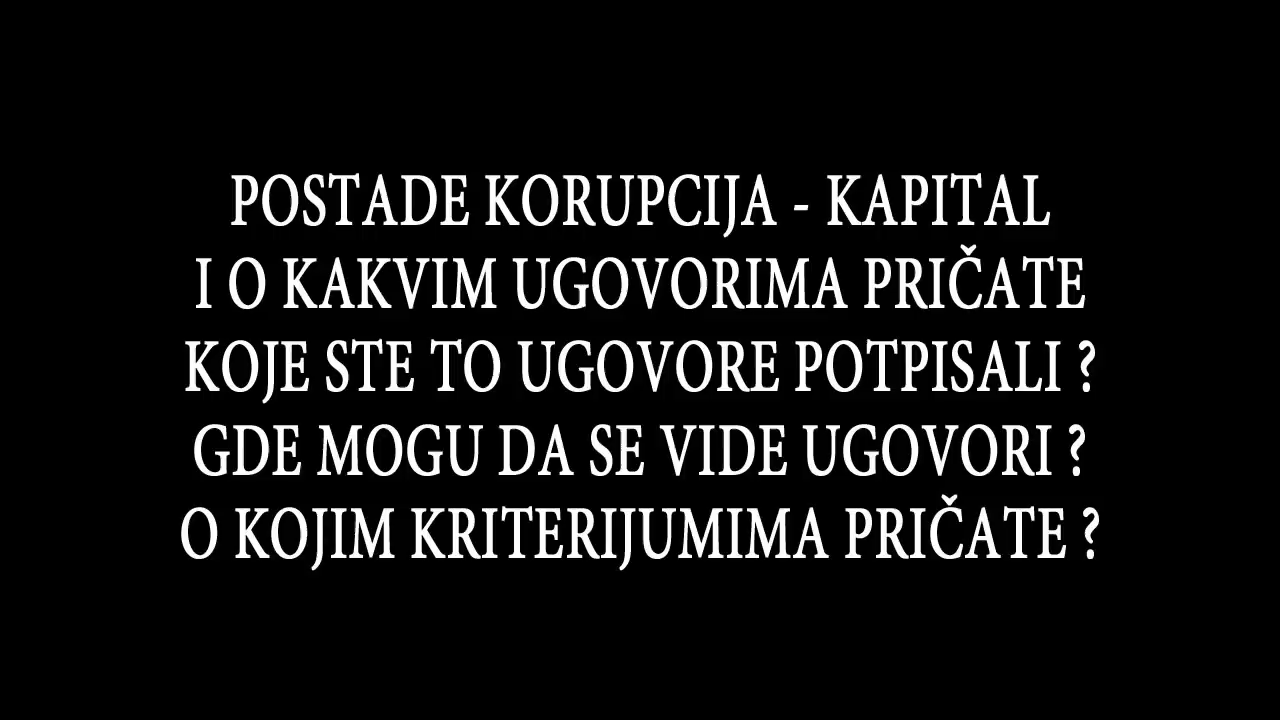 POSTADE KORUPCIJA - KAPITAL
I O KAKVIM UGOVORIMA PRIČATE
KOJE STE TO UGOVORE POTPISALI ?
GDE MOGU DA SE VIDE UGOVORI ?
O KOJIM KRITERIJUMIMA PRIČATE ?